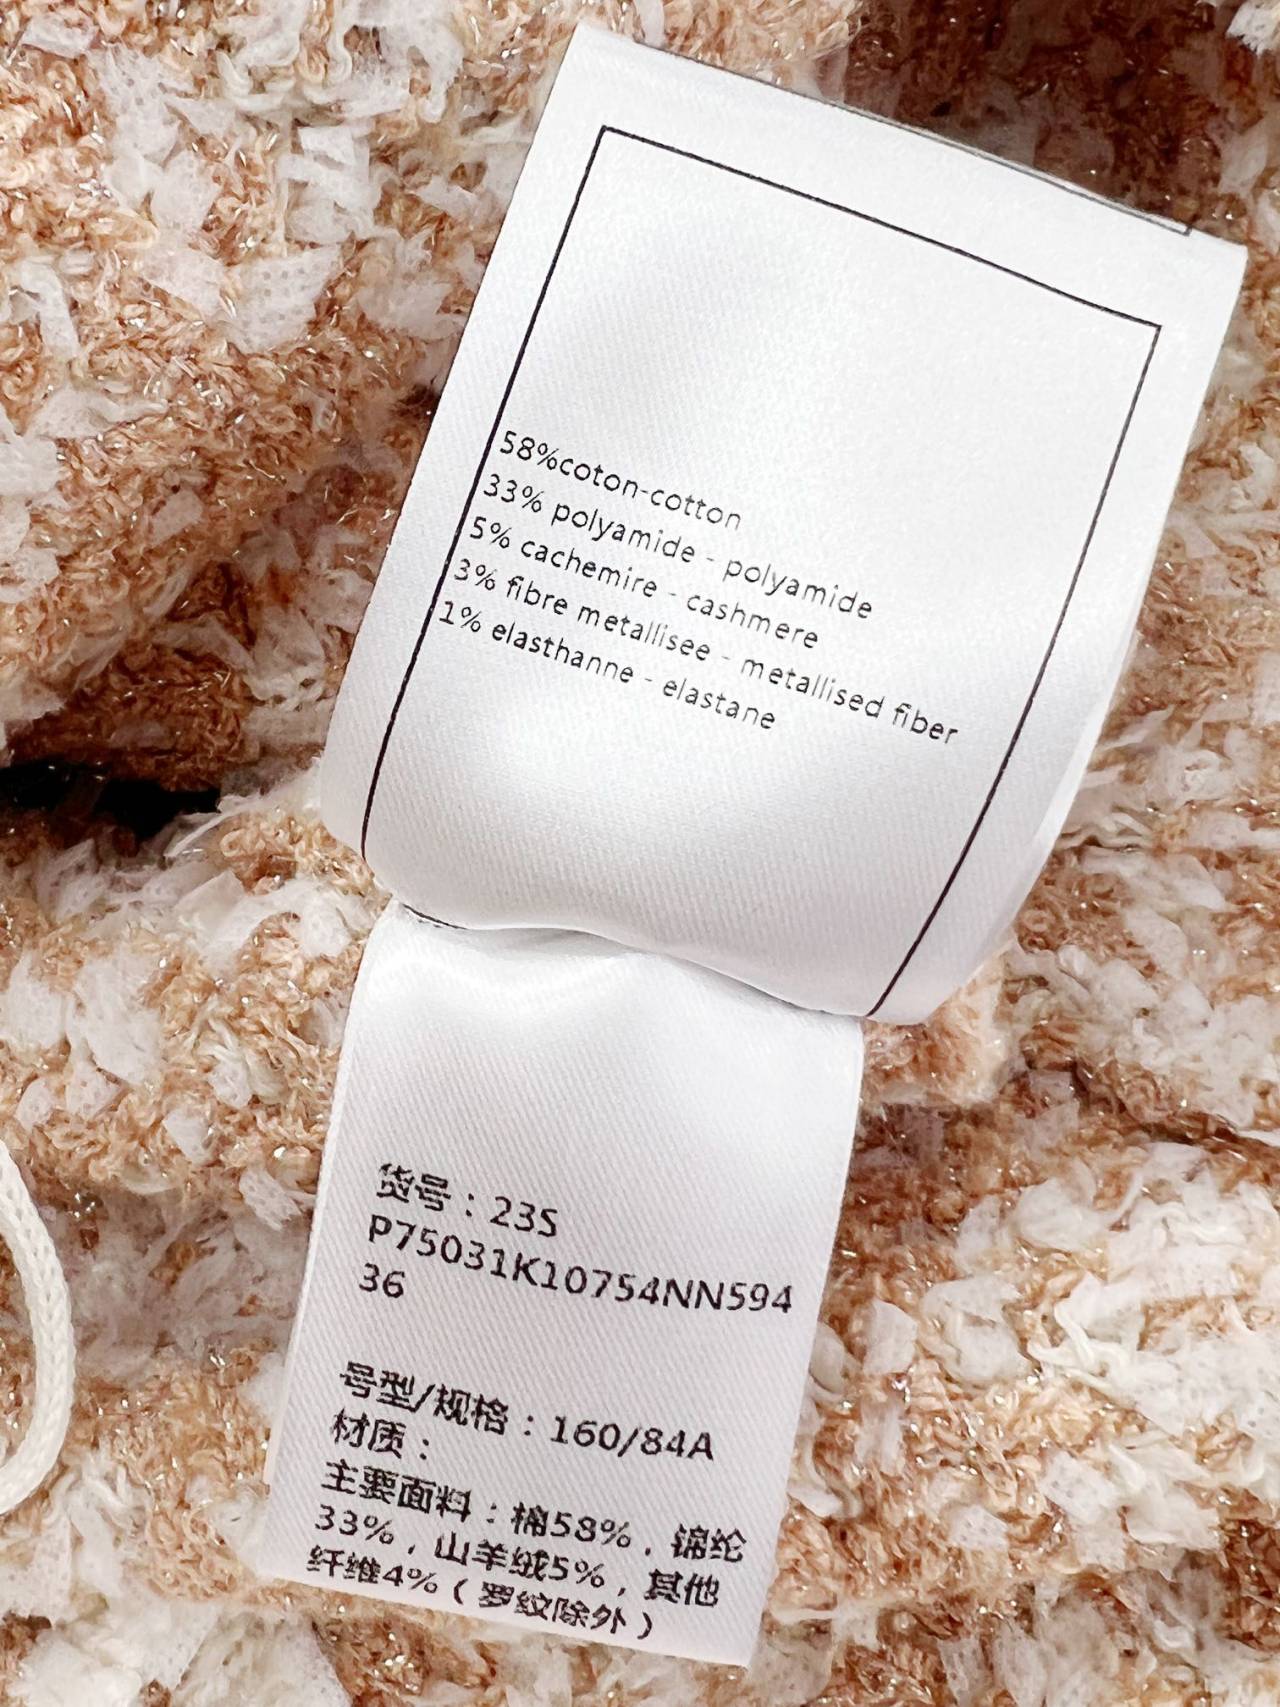 58%coton-cotton
33% polyamide - polyamide
5% cachemire - cashmere
3% fibre metallisee - metallised fiber
1% elasthanne - elastane
货号：23S
P75031K10754NN594
36
号型/规格：160/84A
材质：
主要面料：棉58%，锦纶
33%，山羊绒5%，其他
纤维4%（罗纹除外）